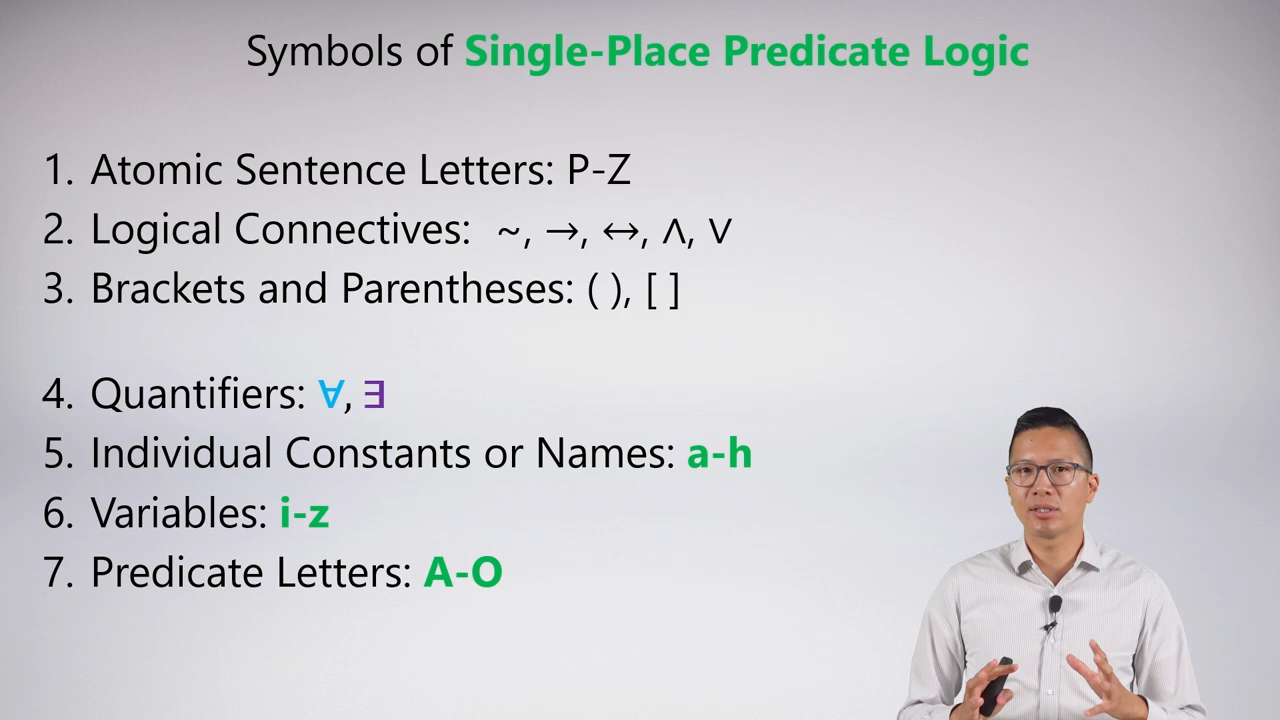 Symbols of Single-Place Predicate Logic
1. Atomic Sentence Letters: P-Z
2. Logical Connectives: ~, →, ↔, ∧, ∨
3. Brackets and Parentheses: ( ), [ ]
4. Quantifiers: ∀, ∃
5. Individual Constants or Names: a-h
6. Variables: i-z
7. Predicate Letters: A-O